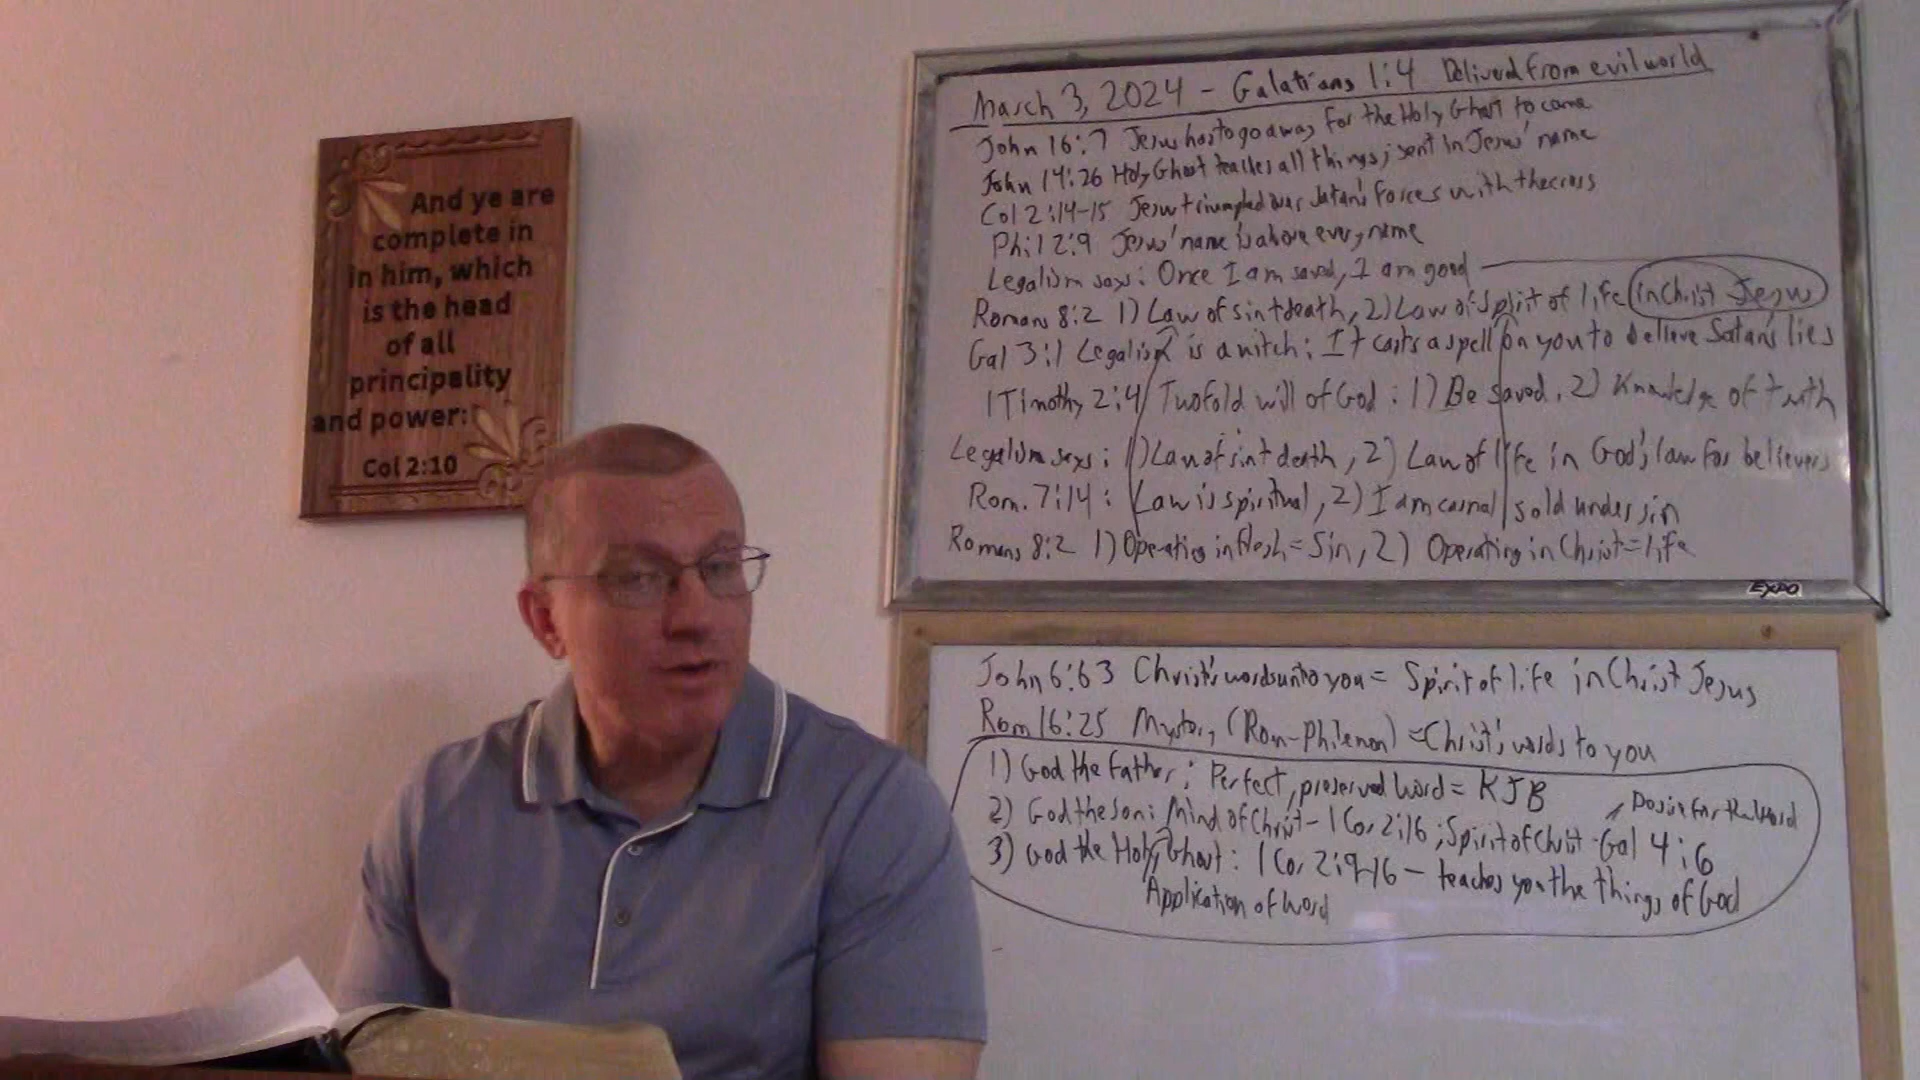 And ye are
complete in
in him, which
is the head
of all
principality
and power:
Col 2:10
March 3, 2024 - Galatians 1:4 Delivered from evil world
John 16:7 Jesus has to go away for the Holy Ghost to come
John 14:26 Holy Ghost teaches all things; sent in Jesus' name
Col 2:14-15 Jesus triumphed over Satan's forces with the cross
Phil 2:9 Jesus' name is above every name
Legalism says: Once I am saved, I am good
Romans 8:2 1) Law of sin + death, 2) Law of Spirit of life in Christ Jesus
Gal 3:1 Legalism is a witch: It casts a spell on you to believe Satan's lies
1 Timothy 2:4 Twofold will of God: 1) Be saved, 2) Knowledge of truth
Legalism says: 1) Law of sin + death, 2) Law of life in God's law for believers
Rom. 7:14: Law is spiritual, 2) I am carnal sold under sin
Romans 8:2 1) Operating in flesh = Sin, 2) Operating in Christ = life
EXPO
John 6:63 Christ's words unto you = Spirit of life in Christ Jesus
Rom 16:25 Mystery (Rom-Philemon) = Christ's words to you
1) God the Father: Perfect, preserved word = KJB
Desire for the Word
2) God the Son: Mind of Christ - 1 Cor 2:16; Spirit of Christ - Gal 4:6
3) God the Holy Ghost: 1 Cor 2:9-16 - teaches you the things of God
Application of Word